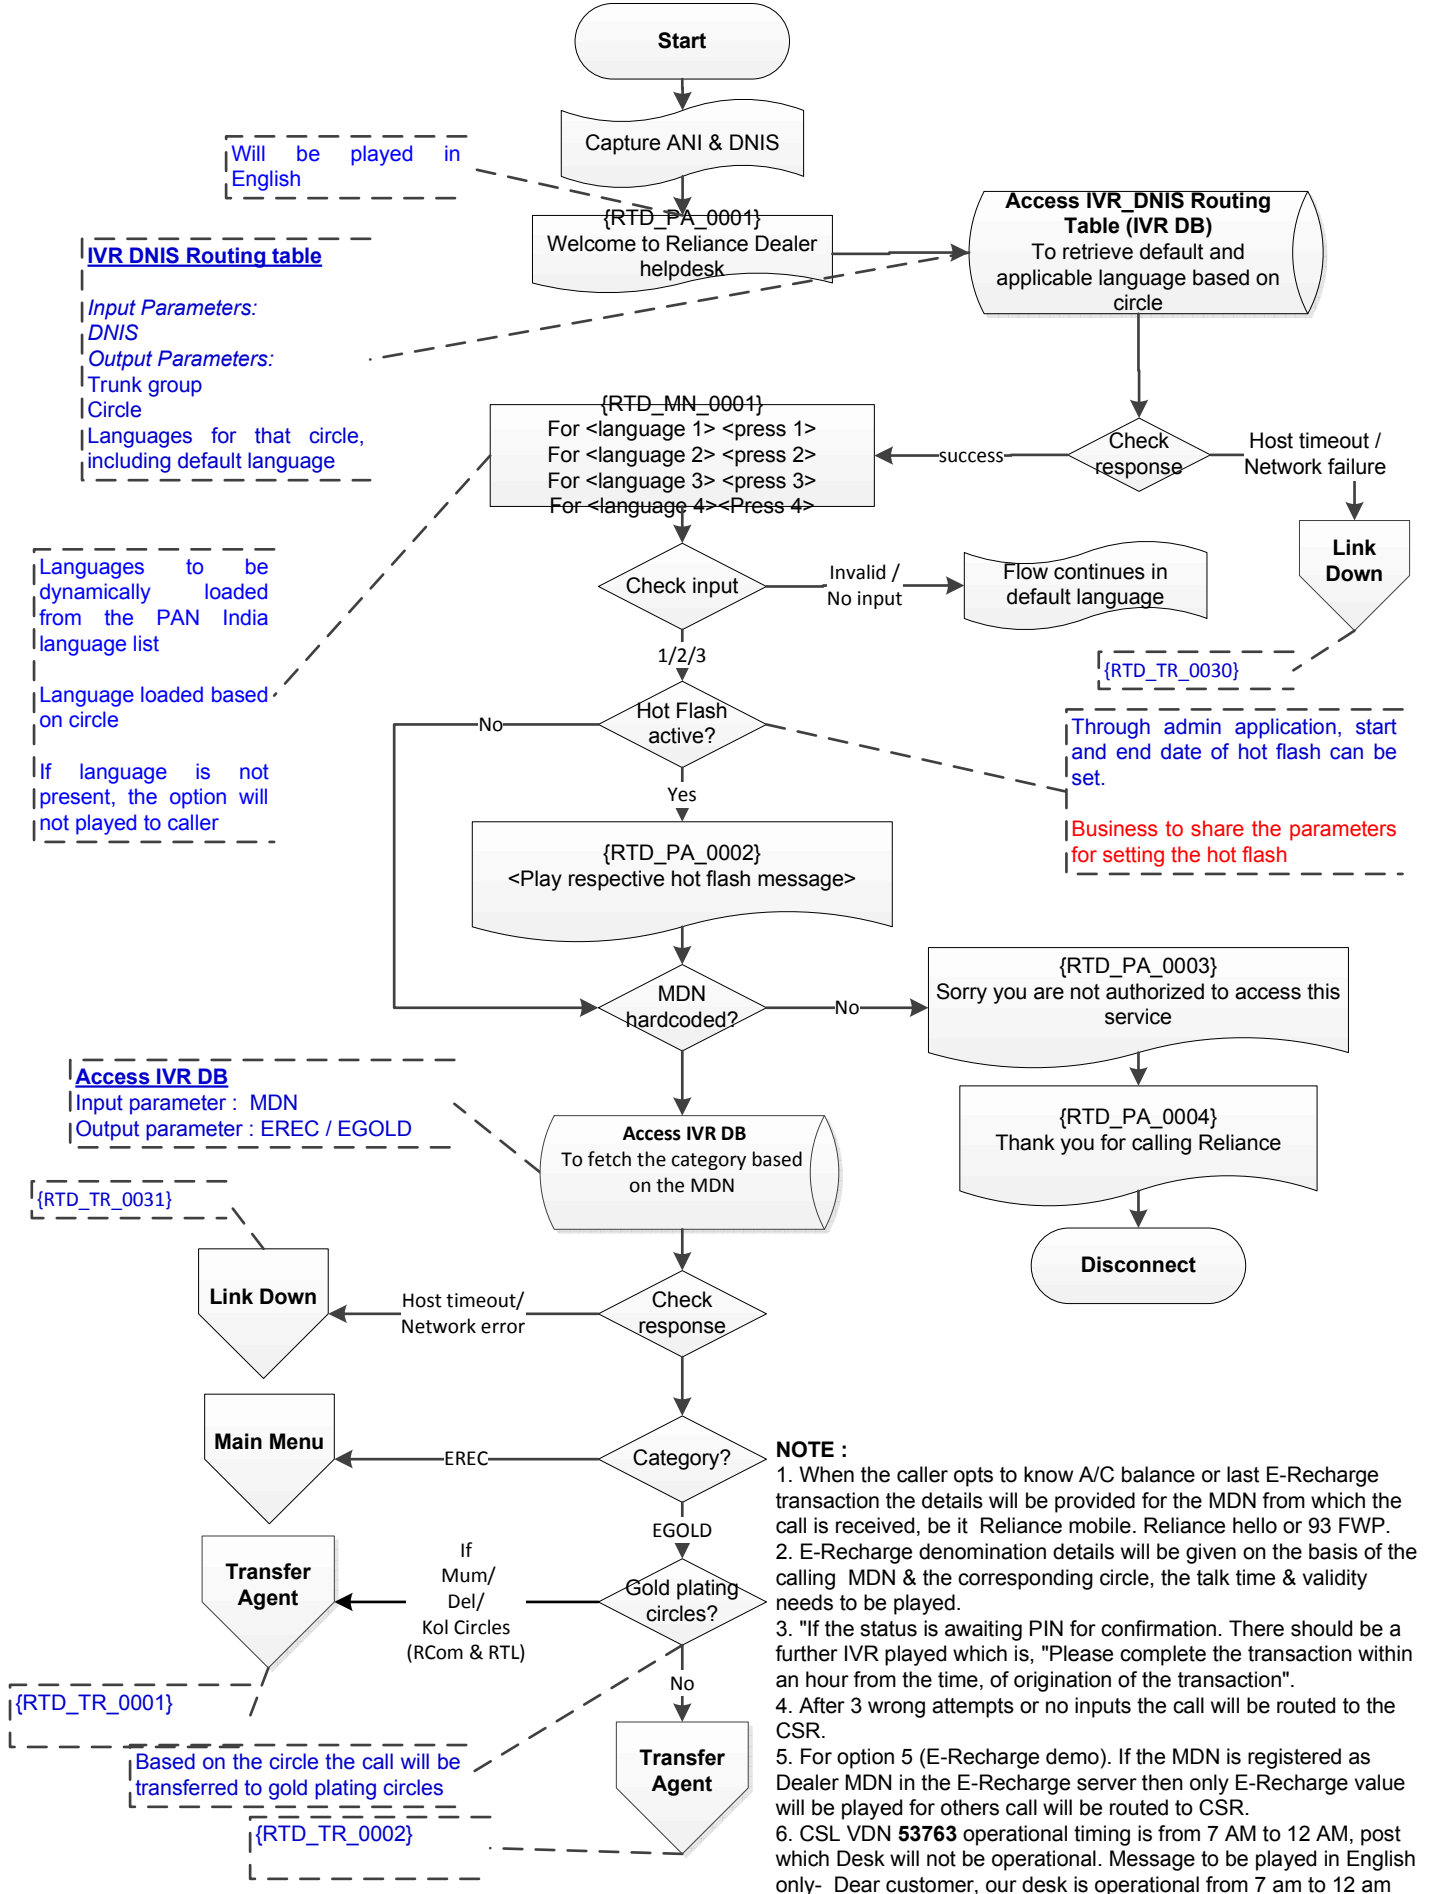 Start
Capture ANI & DNIS
Will be played in
English
{RTD_PA_0001}
Welcome to Reliance Dealer
helpdesk
Access IVR_DNIS Routing
Table (IVR DB)
To retrieve default and
applicable language based on
circle
IVR DNIS Routing table
Input Parameters:
DNIS
Output Parameters:
Trunk group
Circle
Languages for that circle,
including default language
{RTD_MN_0001}
For <language 1> <press 1>
For <language 2> <press 2>
For <language 3> <press 3>
For <language 4><Press 4>
success
Check
response
Host timeout /
Network failure
Link
Down
{RTD_TR_0030}
Languages to be
dynamically loaded
from the PAN India
language list
Language loaded based
on circle
If language is not
present, the option will
not played to caller
Check input
Invalid /
No input
Flow continues in
default language
1/2/3
Hot Flash
active?
No
Yes
Through admin application, start
and end date of hot flash can be
set.
Business to share the parameters
for setting the hot flash
{RTD_PA_0002}
<Play respective hot flash message>
MDN
hardcoded?
No
{RTD_PA_0003}
Sorry you are not authorized to access this
service
{RTD_PA_0004}
Thank you for calling Reliance
Disconnect
Access IVR DB
Input parameter : MDN
Output parameter : EREC / EGOLD
Access IVR DB
To fetch the category based
on the MDN
{RTD_TR_0031}
Link Down
Host timeout/
Network error
Check
response
Main Menu
EREC
Category?
EGOLD
Transfer
Agent
If
Mum/
Del/
Kol Circles
(RCom & RTL)
Gold plating
circles?
No
{RTD_TR_0001}
Based on the circle the call will be
transferred to gold plating circles
Transfer
Agent
{RTD_TR_0002}
NOTE :
1. When the caller opts to know A/C balance or last E-Recharge
transaction the details will be provided for the MDN from which the
call is received, be it Reliance mobile. Reliance hello or 93 FWP.
2. E-Recharge denomination details will be given on the basis of the
calling MDN & the corresponding circle, the talk time & validity
needs to be played.
3. "If the status is awaiting PIN for confirmation. There should be a
further IVR played which is, "Please complete the transaction within
an hour from the time, of origination of the transaction".
4. After 3 wrong attempts or no inputs the call will be routed to the
CSR.
5. For option 5 (E-Recharge demo). If the MDN is registered as
Dealer MDN in the E-Recharge server then only E-Recharge value
will be played for others call will be routed to CSR.
6. CSL VDN 53763 operational timing is from 7 AM to 12 AM, post
which Desk will not be operational. Message to be played in English
only- Dear customer, our desk is operational from 7 am to 12 am